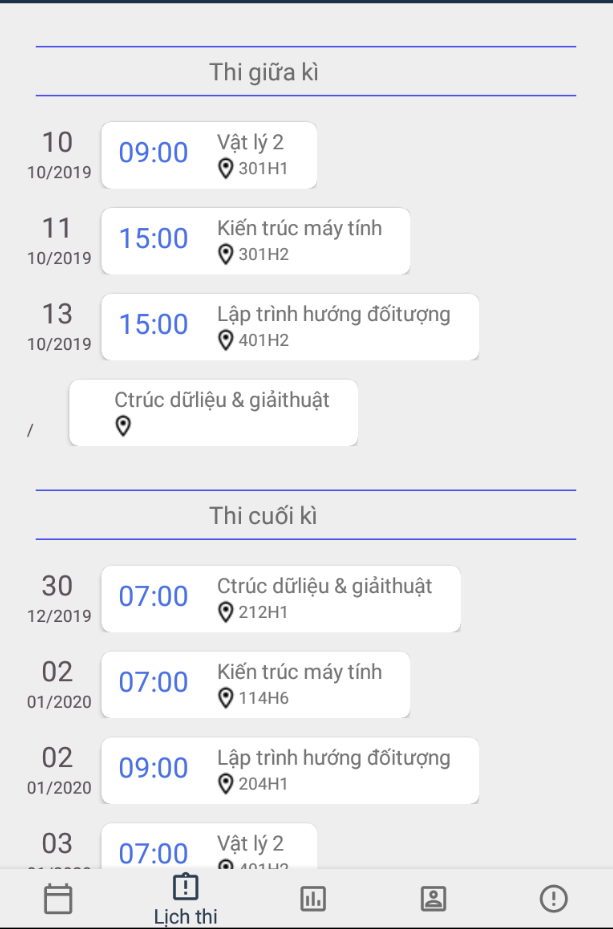 Thi giữa kì
10
10/2019
09:00
Vật lý 2
301H1
11
10/2019
15:00
Kiến trúc máy tính
301H2
13
10/2019
15:00
Lập trình hướng đốitượng
401H2
/
Ctrúc dữliệu & giảithuật
Thi cuối kì
30
12/2019
07:00
Ctrúc dữliệu & giảithuật
212H1
02
01/2020
07:00
Kiến trúc máy tính
114H6
02
01/2020
09:00
Lập trình hướng đốitượng
204H1
03
07:00
Vật lý 2
Lịch thi